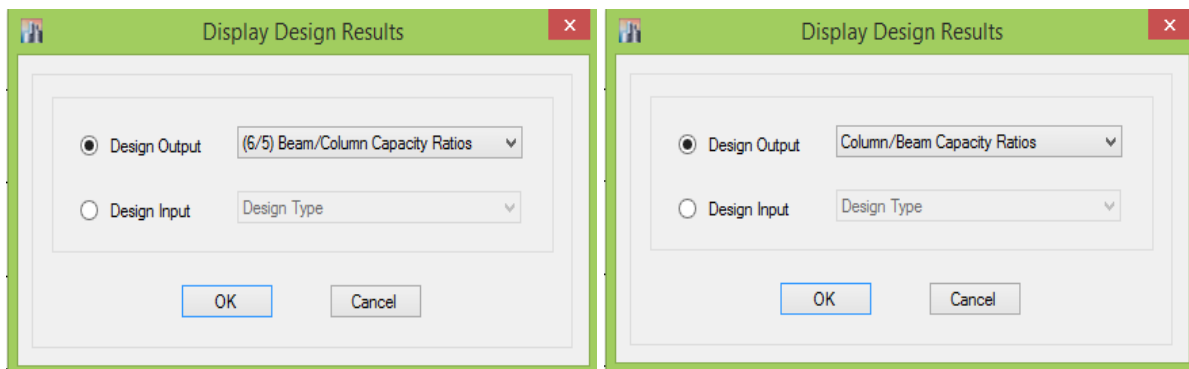 Display Design Results
Design Output (6/5) Beam/Column Capacity Ratios
Design Input Design Type
OK Cancel
Display Design Results
Design Output Column/Beam Capacity Ratios
Design Input Design Type
OK Cancel